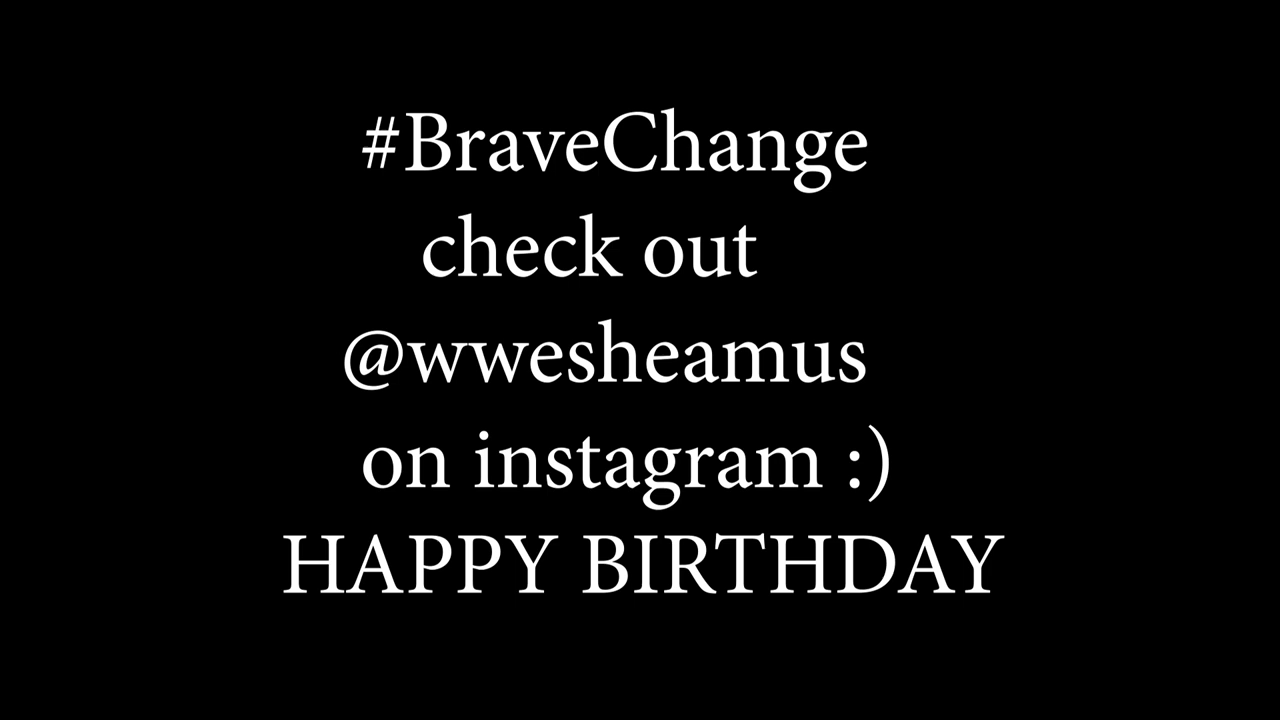 #BraveChange
check out
@wwesheamus
on instagram :)
HAPPY BIRTHDAY